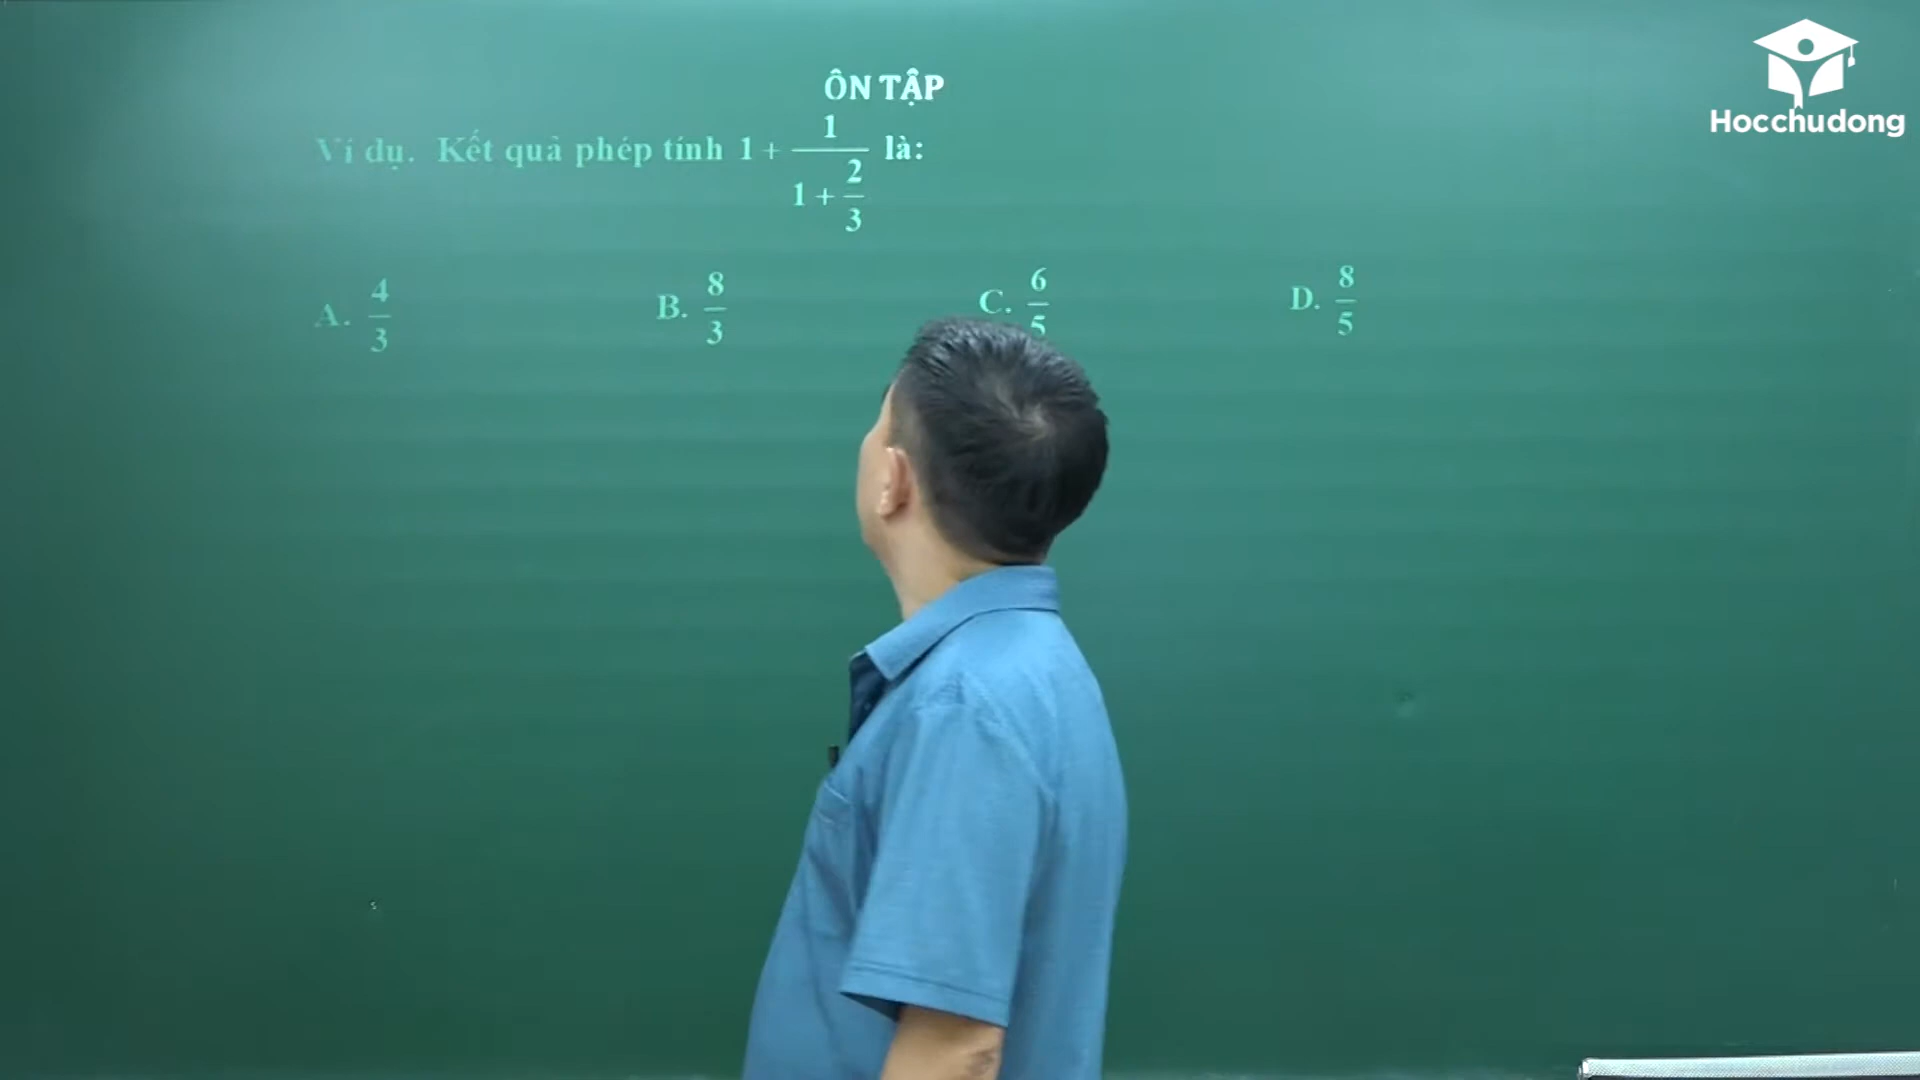 Hocchudong
ÔN TẬP
Ví dụ. Kết quả phép tính 1 + 1/(1 + 2/3) là:
A. 4/3 B. 8/3 C. 6/5 D. 8/5